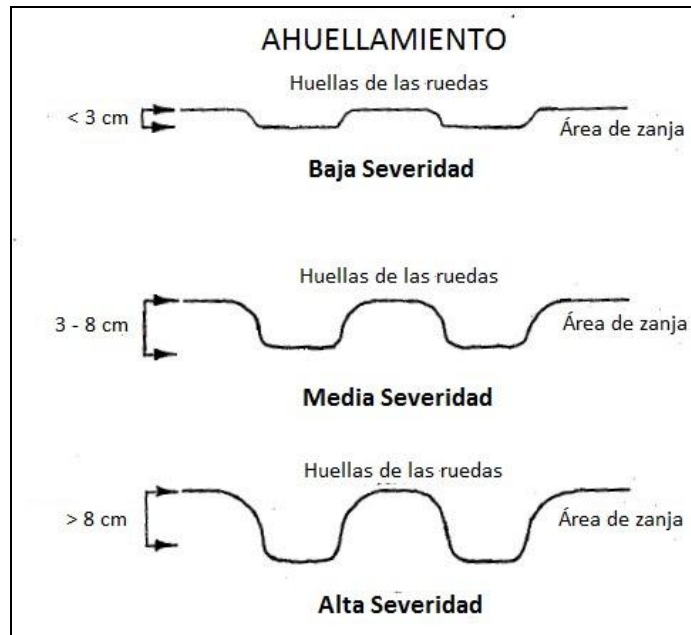 AHUELLAMIENTO
Huellas de las ruedas
< 3 cm
Área de zanja
Baja Severidad
Huellas de las ruedas
3 - 8 cm
Área de zanja
Media Severidad
Huellas de las ruedas
> 8 cm
Área de zanja
Alta Severidad